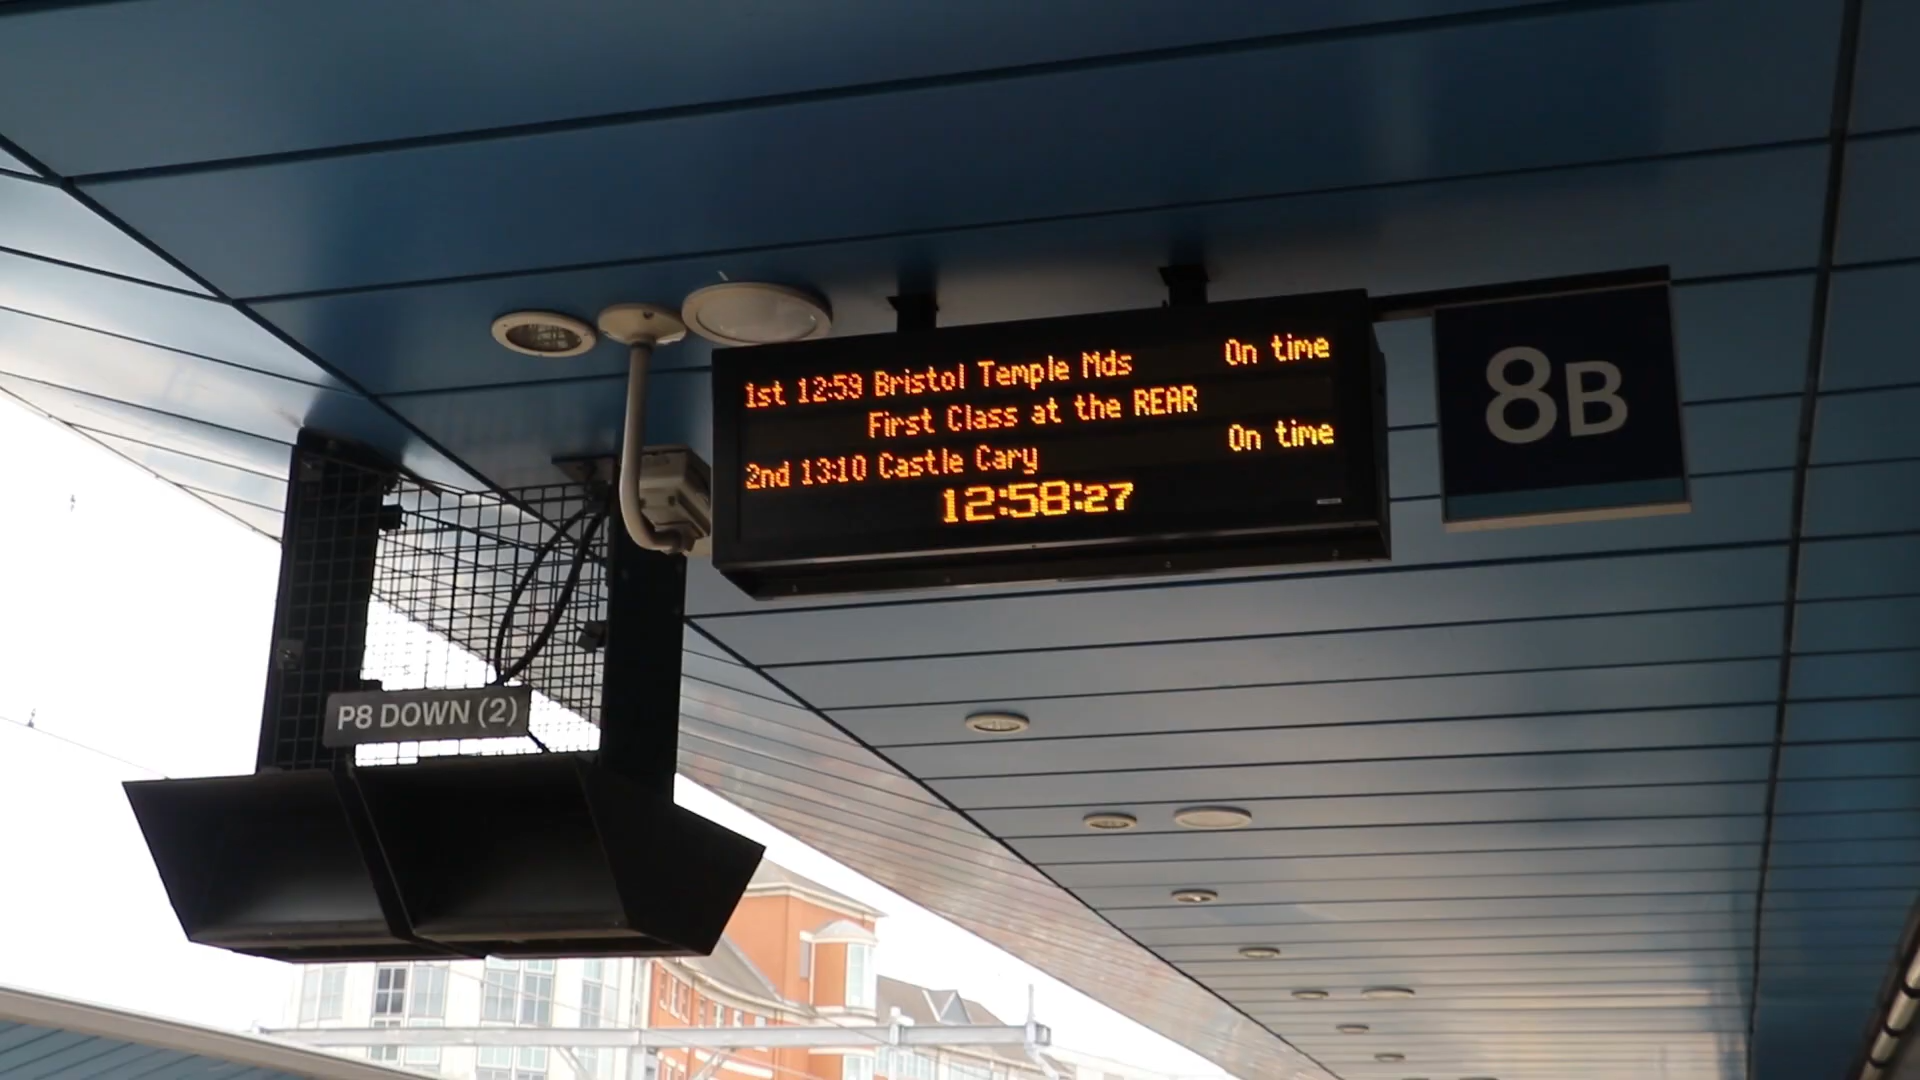 1st 12:59 Bristol Temple Mds On time
First Class at the REAR
2nd 13:10 Castle Cary On time
12:58:27
8B
P8 DOWN (2)